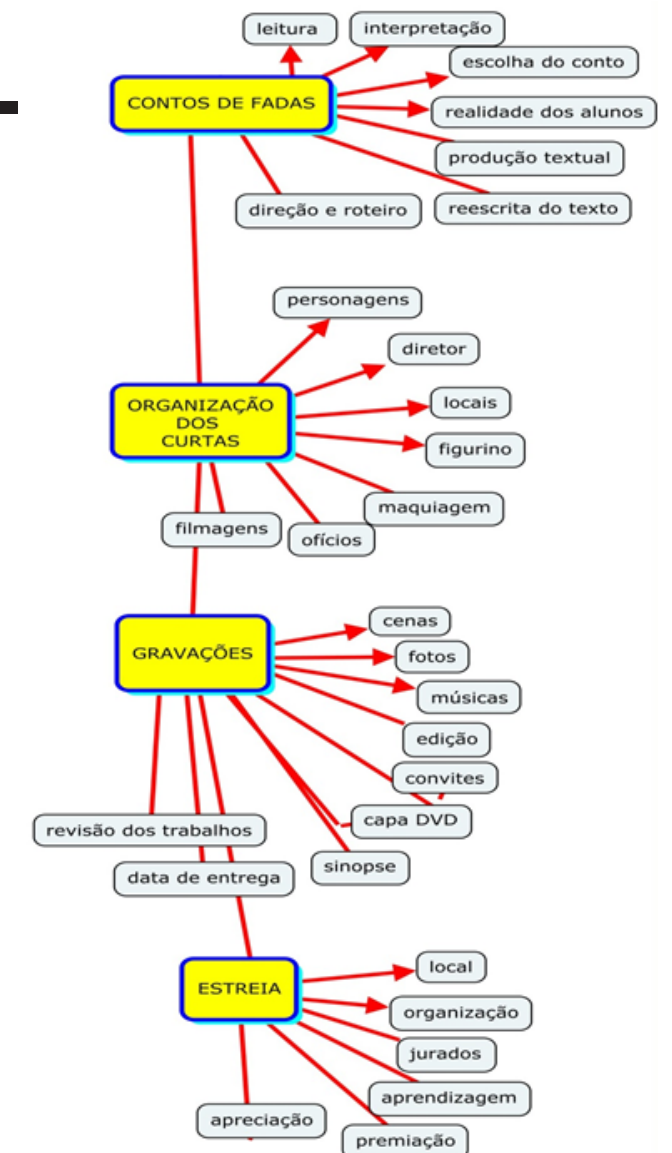 leitura
interpretação
escolha do conto
CONTOS DE FADAS
realidade dos alunos
produção textual
direção e roteiro
reescrita do texto
personagens
diretor
ORGANIZAÇÃO
DOS
CURTAS
locais
figurino
maquiagem
filmagens
ofícios
cenas
GRAVAÇÕES
fotos
músicas
edição
convites
capa DVD
revisão dos trabalhos
sinopse
data de entrega
local
ESTREIA
organização
jurados
aprendizagem
apreciação
premiação